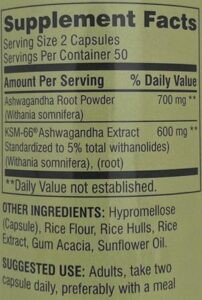 Supplement Facts
Serving Size 2 Capsules
Servings Per Container 50
Amount Per Serving % Daily Value
Ashwagandha Root Powder 700 mg **
(Withania somnifera)
KSM-66® Ashwagandha Extract 600 mg **
Standardized to 5% total withanolides)
(Withania somnifera), (root)
**Daily Value not established.
OTHER INGREDIENTS: Hypromellose
(Capsule), Rice Flour, Rice Hulls, Rice
Extract, Gum Acacia, Sunflower Oil.
SUGGESTED USE: Adults, take two
capsule daily, preferably with a meal